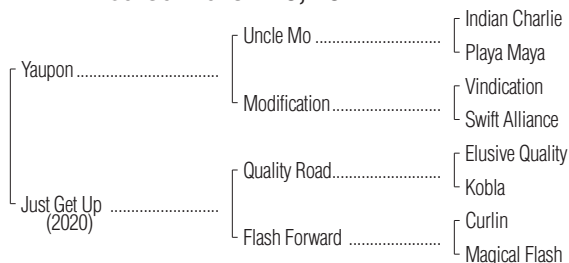 Indian Charlie
Uncle Mo
Playa Maya
Yaupon
Vindication
Modification
Swift Alliance
Elusive Quality
Quality Road
Kobla
Just Get Up
(2020)
Curlin
Flash Forward
Magical Flash